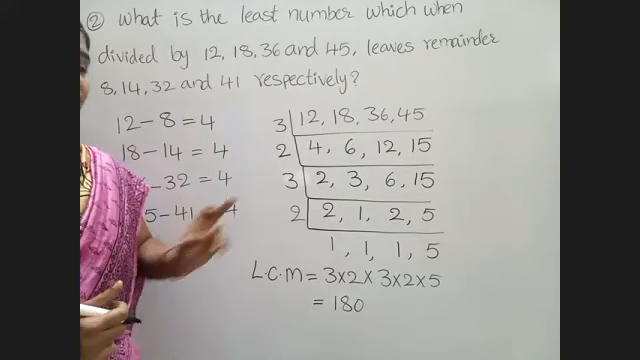 ② What is the least number which when
divided by 12, 18, 36 and 45, leaves remainder
8, 14, 32 and 41 respectively?
12 - 8 = 4
18 - 14 = 4
- 32 = 4
5 - 41 4
3 12, 18, 36, 45
2 4, 6, 12, 15
3 2, 3, 6, 15
2 2, 1, 2, 5
1, 1, 1, 5
L.C.M = 3×2×3×2×5
= 180